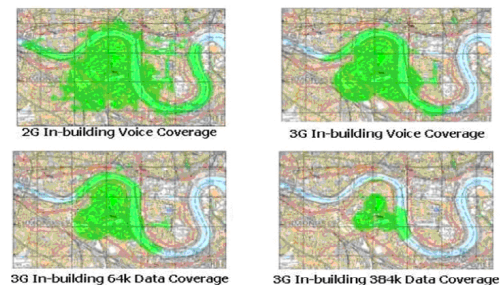 2G In-building Voice Coverage
3G In-building Voice Coverage
3G In-building 64k Data Coverage
3G In-building 384k Data Coverage